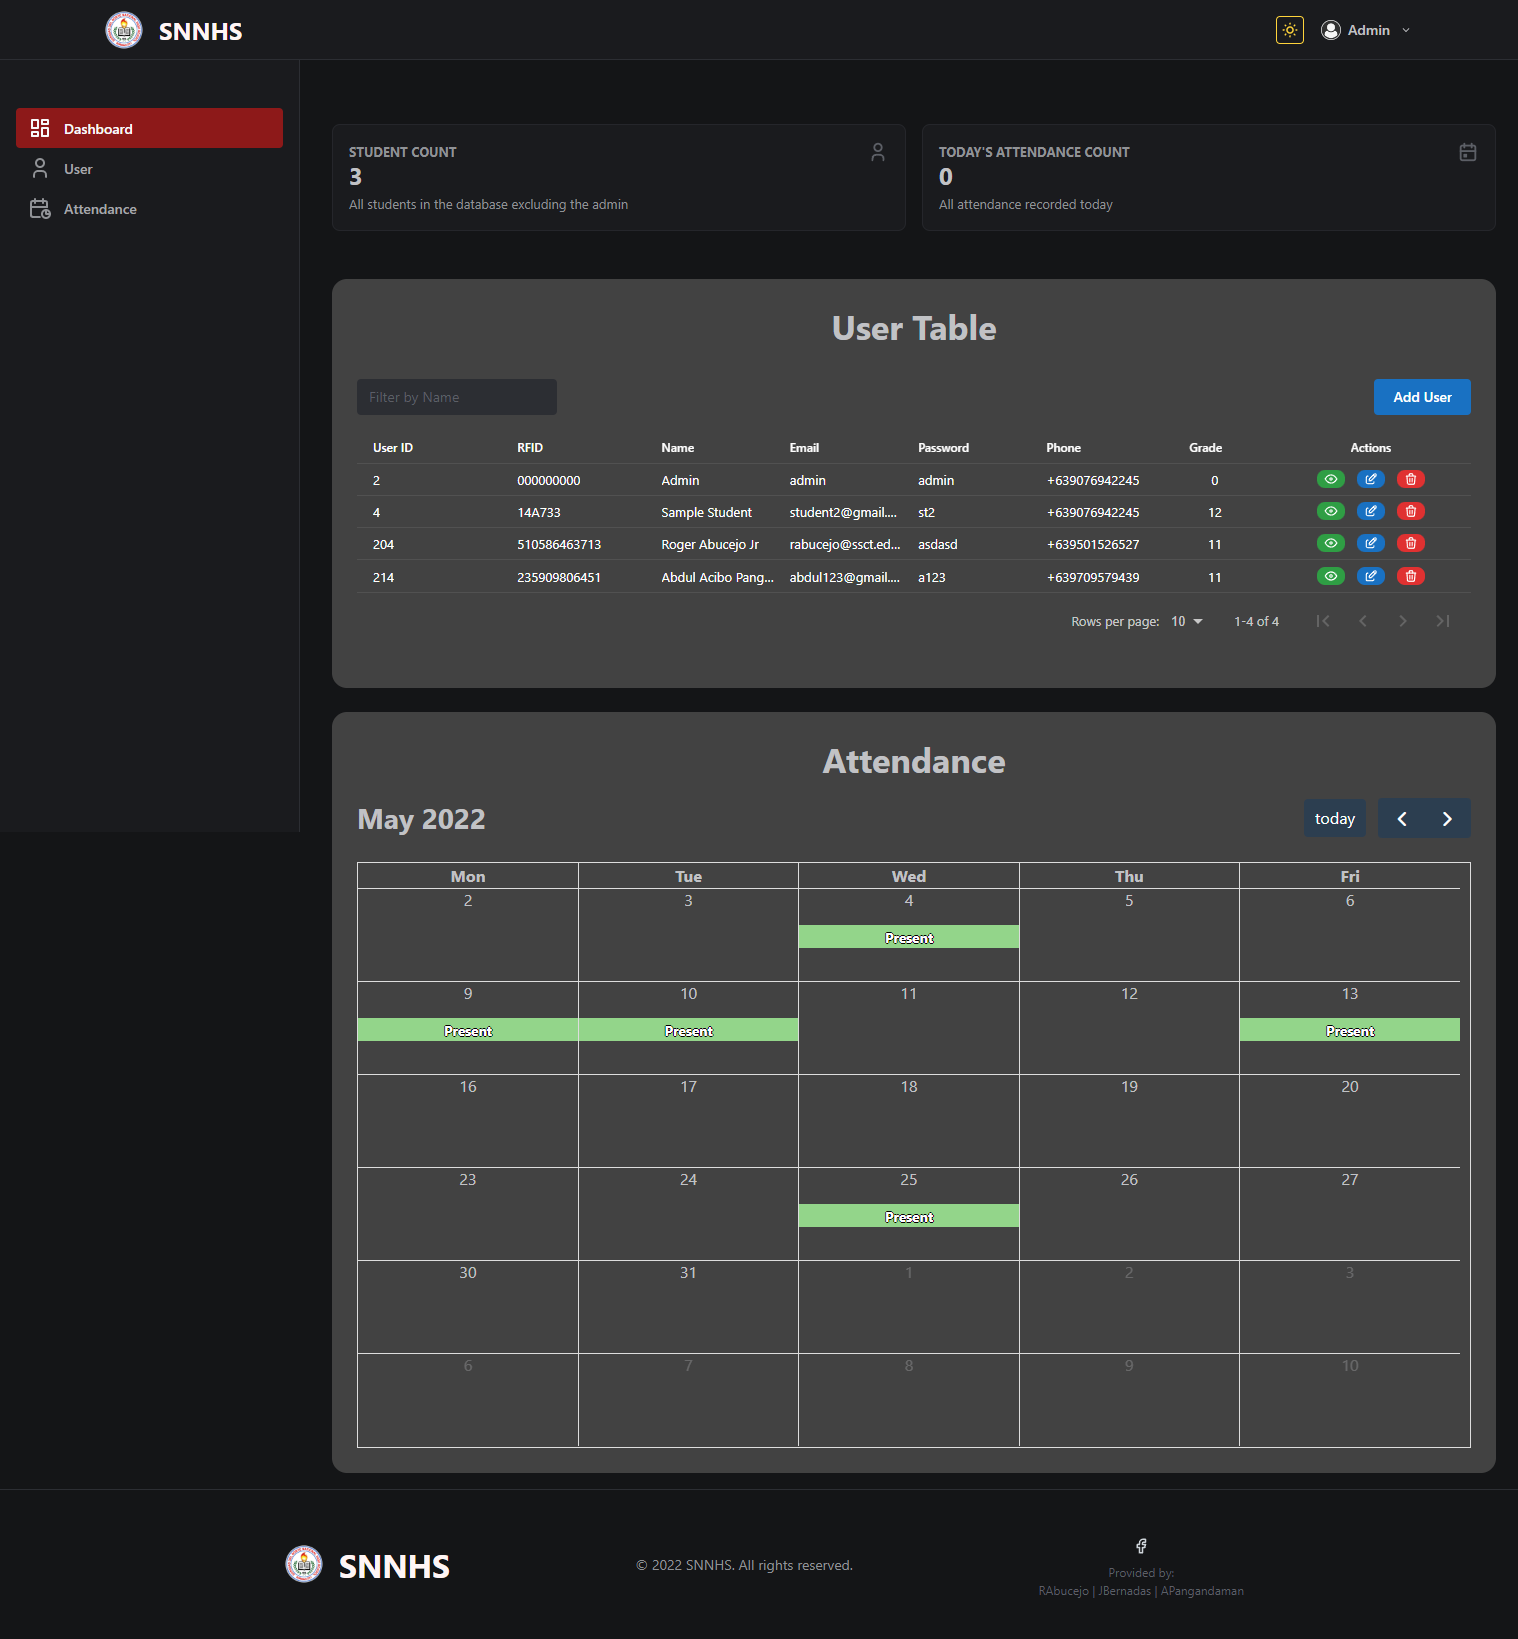 SNNHS
Admin
Dashboard
User
Attendance
STUDENT COUNT
3
All students in the database excluding the admin
TODAY'S ATTENDANCE COUNT
0
All attendance recorded today
User Table
Filter by Name
Add User
User ID RFID Name Email Password Phone Grade Actions
2 000000000 Admin admin admin +639076942245 0
4 14A733 Sample Student student2@gmail.... st2 +639076942245 12
204 510586463713 Roger Abucejo Jr rabucejo@ssct.ed... asdasd +639501526527 11
214 235909806451 Abdul Acibo Pang... abdul123@gmail.... a123 +639709579439 11
Rows per page: 10 1-4 of 4
Attendance
May 2022
today
Mon Tue Wed Thu Fri
2 3 4 5 6
Present
9 10 11 12 13
Present Present Present
16 17 18 19 20
23 24 25 26 27
Present
30 31 1 2 3
6 7 8 9 10
SNNHS
© 2022 SNNHS. All rights reserved.
Provided by:
RAbucejo | JBernadas | APangandaman